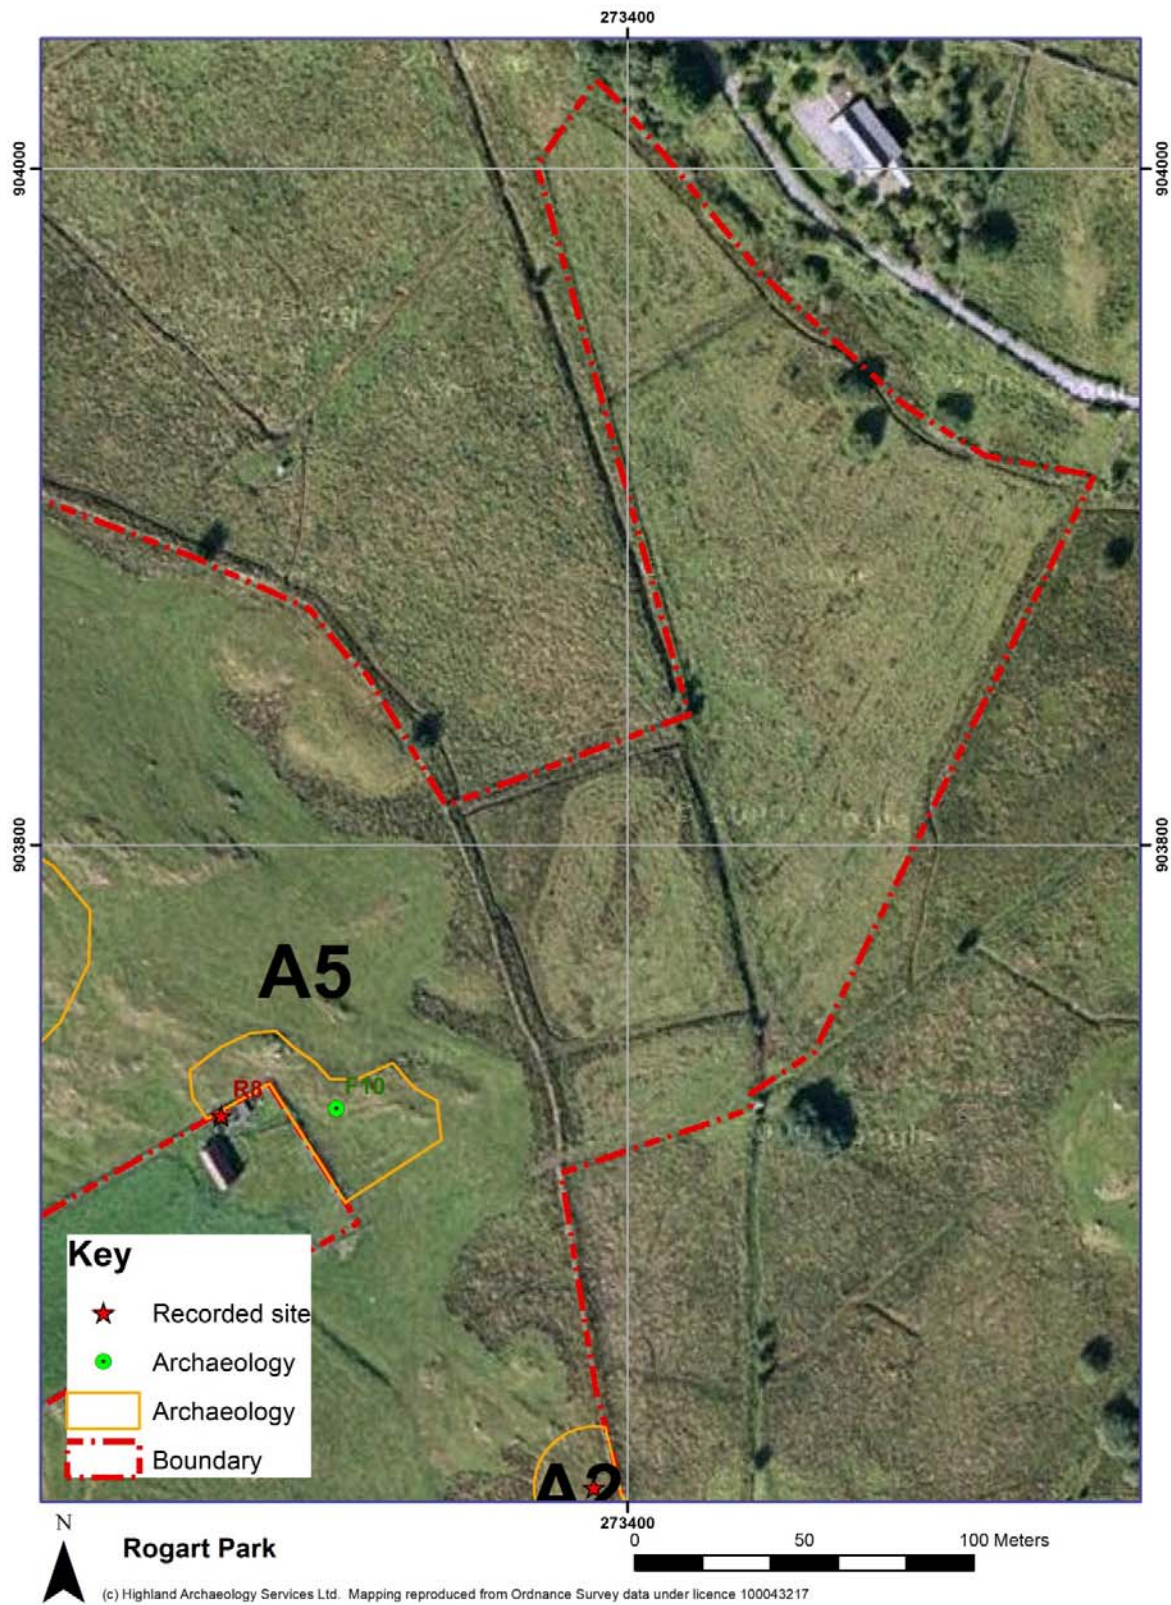 273400
904000
904000
903800
903800
A5
R8
F10
Key
Recorded site
Archaeology
Archaeology
Boundary
A2
N
Rogart Park
273400
0 50 100 Meters
(c) Highland Archaeology Services Ltd. Mapping reproduced from Ordnance Survey data under licence 100043217